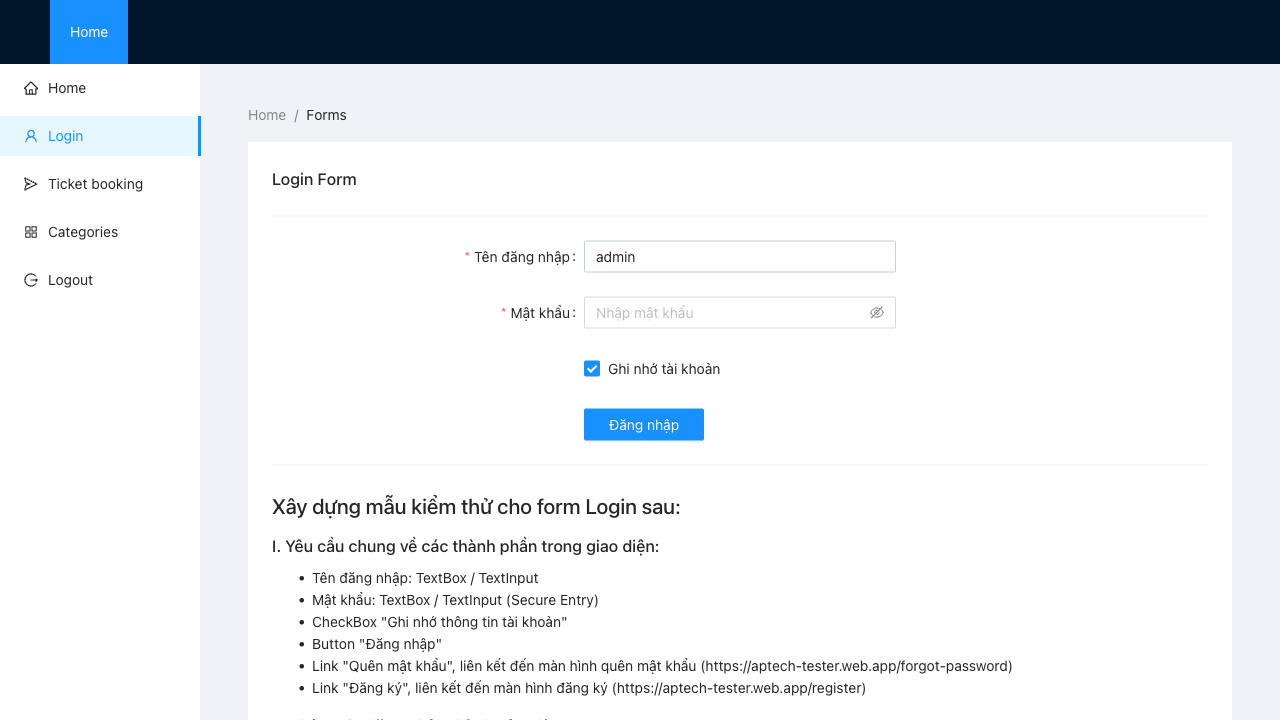 Home
Home
Login
Ticket booking
Categories
Logout
Home / Forms
Login Form
* Tên đăng nhập :
admin
* Mật khẩu :
Nhập mật khẩu
Ghi nhớ tài khoản
Đăng nhập
Xây dựng mẫu kiểm thử cho form Login sau:
I. Yêu cầu chung về các thành phần trong giao diện:
• Tên đăng nhập: TextBox / TextInput
• Mật khẩu: TextBox / TextInput (Secure Entry)
• CheckBox "Ghi nhớ thông tin tài khoản"
• Button "Đăng nhập"
• Link "Quên mật khẩu", liên kết đến màn hình quên mật khẩu (https://aptech-tester.web.app/forgot-password)
• Link "Đăng ký", liên kết đến màn hình đăng ký (https://aptech-tester.web.app/register)